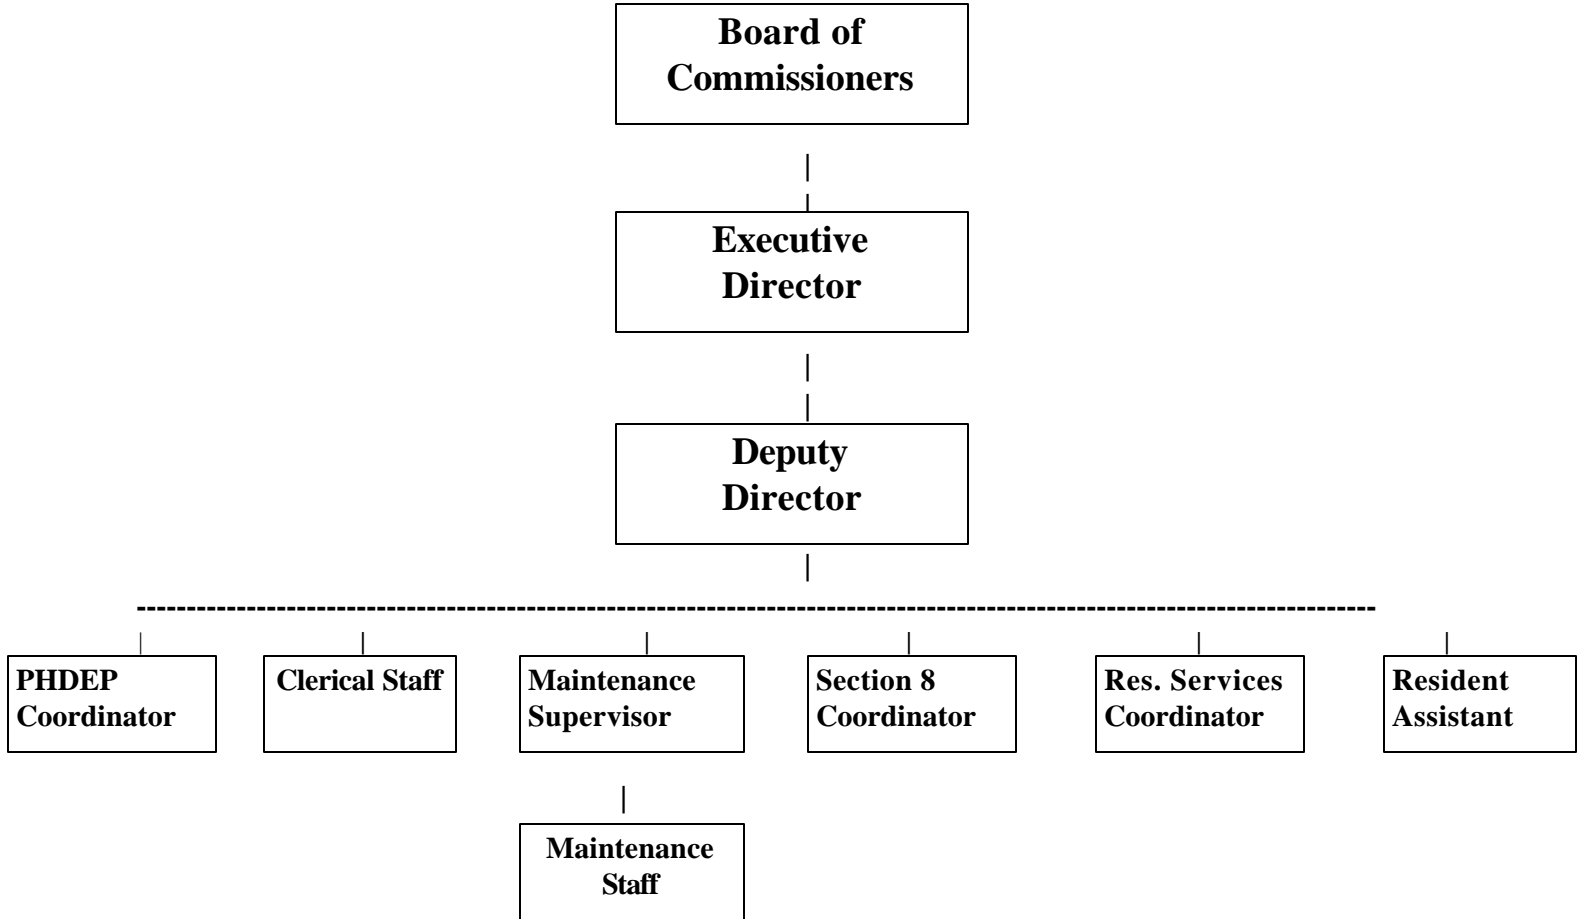 Board of
Commissioners
Executive
Director
Deputy
Director
PHDEP
Coordinator
Clerical Staff
Maintenance
Supervisor
Section 8
Coordinator
Res. Services
Coordinator
Resident
Assistant
Maintenance
Staff